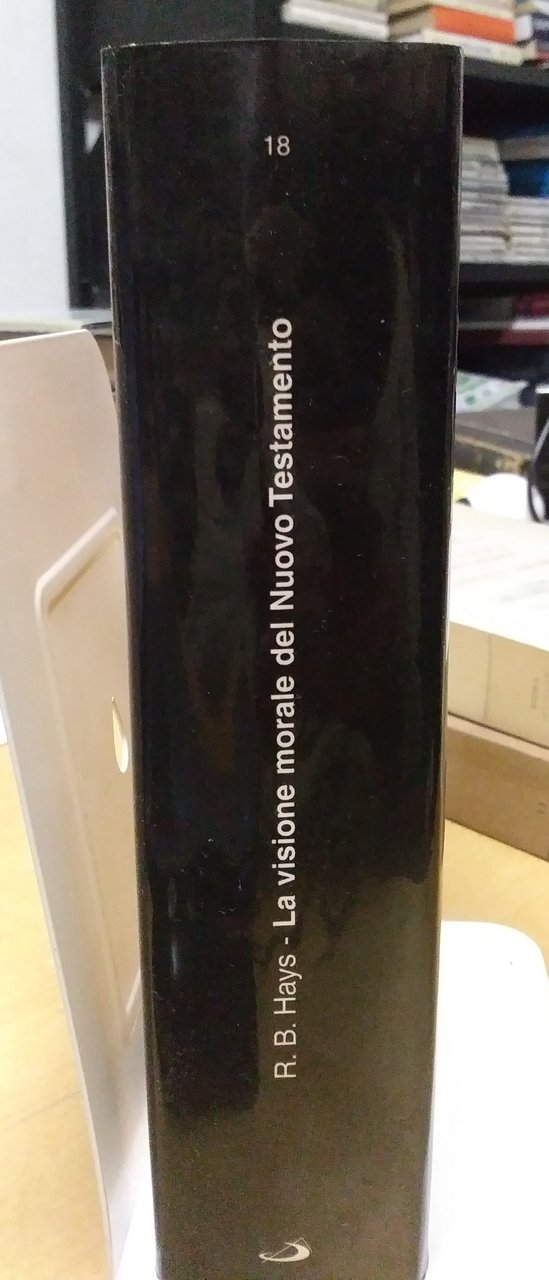 18
R. B. Hays - La visione morale del Nuovo Testamento